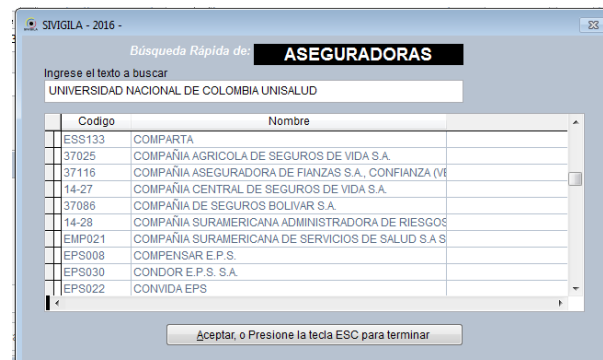 SIVIGILA - 2016 -
Búsqueda Rápida de: ASEGURADORAS
Ingrese el texto a buscar
UNIVERSIDAD NACIONAL DE COLOMBIA UNISALUD
Codigo Nombre
ESS133 COMPARTA
37025 COMPAÑIA AGRICOLA DE SEGUROS DE VIDA S.A.
37116 COMPAÑIA ASEGURADORA DE FIANZAS S.A., CONFIANZA (VE
14-27 COMPAÑIA CENTRAL DE SEGUROS DE VIDA S.A.
37086 COMPAÑIA DE SEGUROS BOLIVAR S.A.
14-28 COMPAÑIA SURAMERICANA ADMINISTRADORA DE RIESGOS
EMP021 COMPAÑIA SURAMERICANA DE SERVICIOS DE SALUD S.A S
EPS008 COMPENSAR E.P.S.
EPS030 CONDOR E.P.S. S.A.
EPS022 CONVIDA EPS
Aceptar, o Presione la tecla ESC para terminar